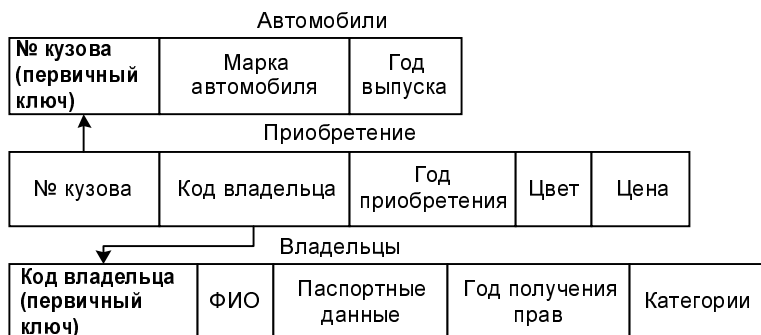 Автомобили
№ кузова (первичный ключ)
Марка автомобиля
Год выпуска
Приобретение
№ кузова
Код владельца
Год приобретения
Цвет
Цена
Владельцы
Код владельца (первичный ключ)
ФИО
Паспортные данные
Год получения прав
Категории